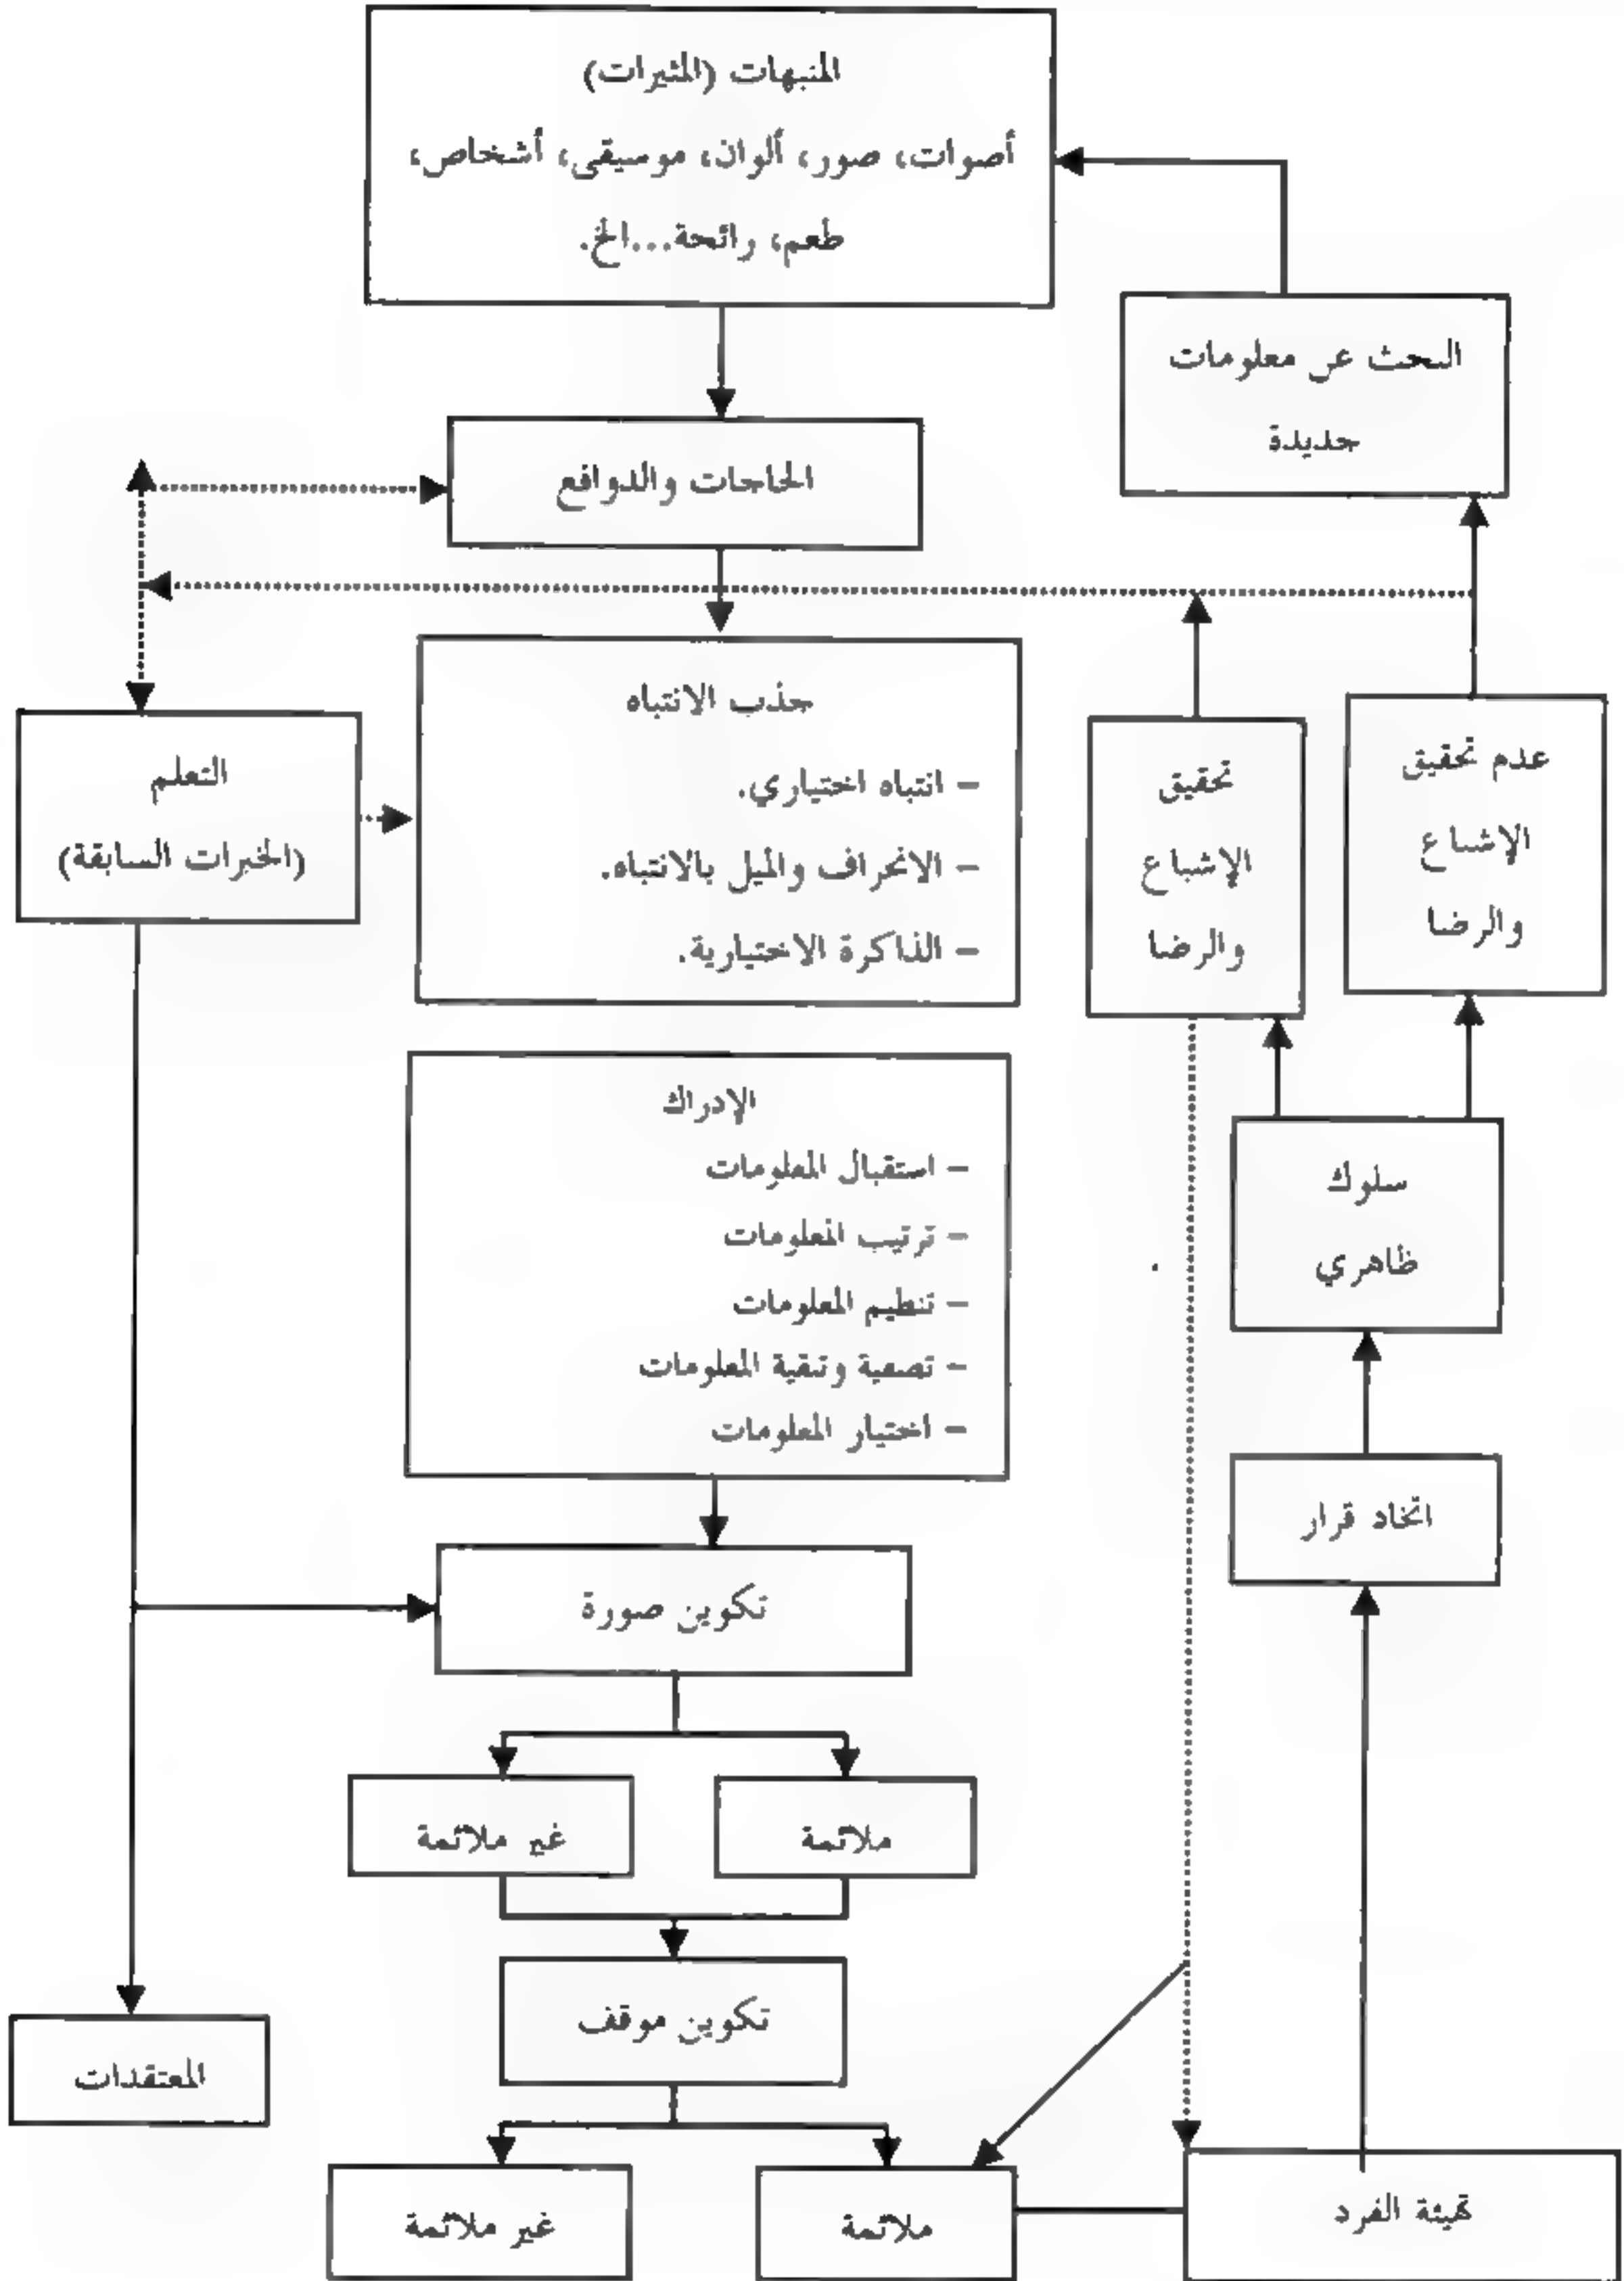 المنبهات (المثيرات)
أصوات، صور، ألوان، موسيقى، أشخاص،
طعم، رائحة...الخ.
البحث عن معلومات
جديدة
الحاجات والدوافع
جذب الانتباه
– انتباه اختياري.
– الانحراف والميل بالانتباه.
– الذاكرة الاختيارية.
عدم تحقيق
الإشباع
والرضا
تحقيق
الإشباع
والرضا
التعلم
(الخبرات السابقة)
الإدراك
– استقبال المعلومات
– ترتيب المعلومات
– تنظيم المعلومات
– تصفية وتنقية المعلومات
– اختيار المعلومات
سلوك
ظاهري
اتخاذ قرار
تكوين صورة
ملائمة
غير ملائمة
تكوين موقف
المعتقدات
تهيئة الفرد
ملائمة
غير ملائمة